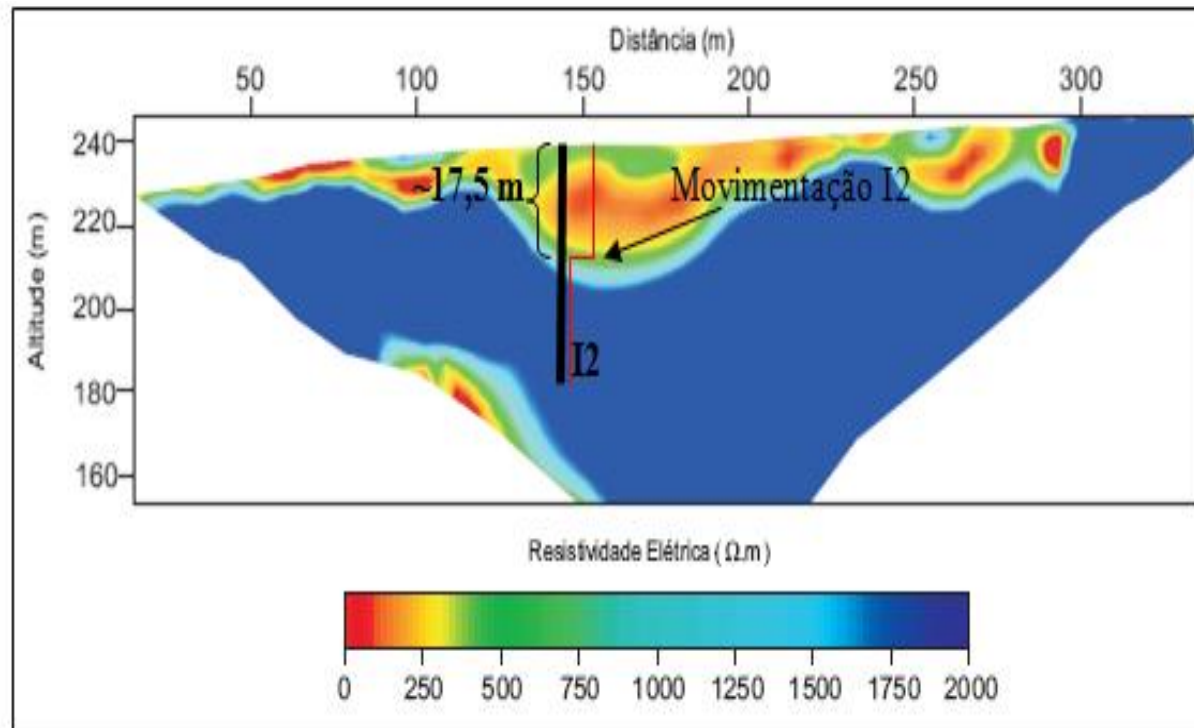 Distância (m)
50 100 150 200 250 300
240
220
200
180
160
Altitude (m)
~17,5 m
Movimentação I2
I2
Resistividade Elétrica ( Ω.m)
0 250 500 750 1000 1250 1500 1750 2000